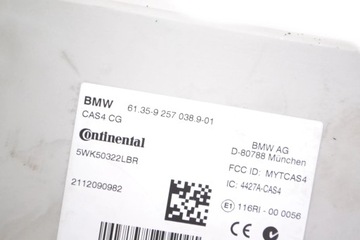 BMW 61.35-9 257 038.9-01
CAS4 CG
Continental
5WK50322LBR
2112090982
BMW AG
D-80788 München
FCC ID: MYTCAS4
IC: 4427A-CAS4
E1 116RI - 00 0056
CE